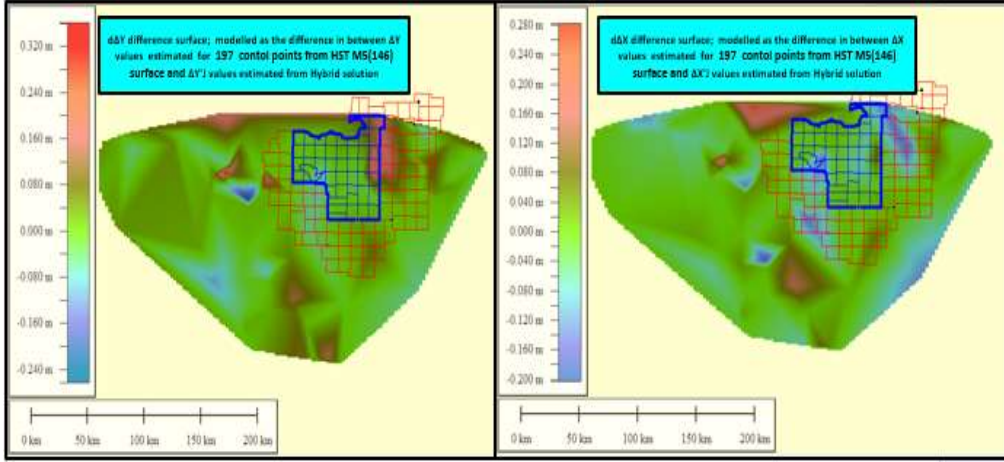 dΔY difference surface; modelled as the difference in between ΔY
values estimated for 197 contol points from HST M5(146)
surface and ΔY'J values estimated from Hybrid solution
0.320 m
0.240 m
0.160 m
0.080 m
0.000 m
-0.080 m
-0.160 m
-0.240 m
0 km 50 km 100 km 150 km 200 km
dΔX difference surface; modelled as the difference in between ΔX
values estimated for 197 contol points from HST M5(146)
surface and ΔX'J values estimated from Hybrid solution
0.280 m
0.240 m
0.200 m
0.160 m
0.120 m
0.080 m
0.040 m
0.000 m
-0.040 m
-0.080 m
-0.120 m
-0.160 m
-0.200 m
0 km 50 km 100 km 150 km 200 km